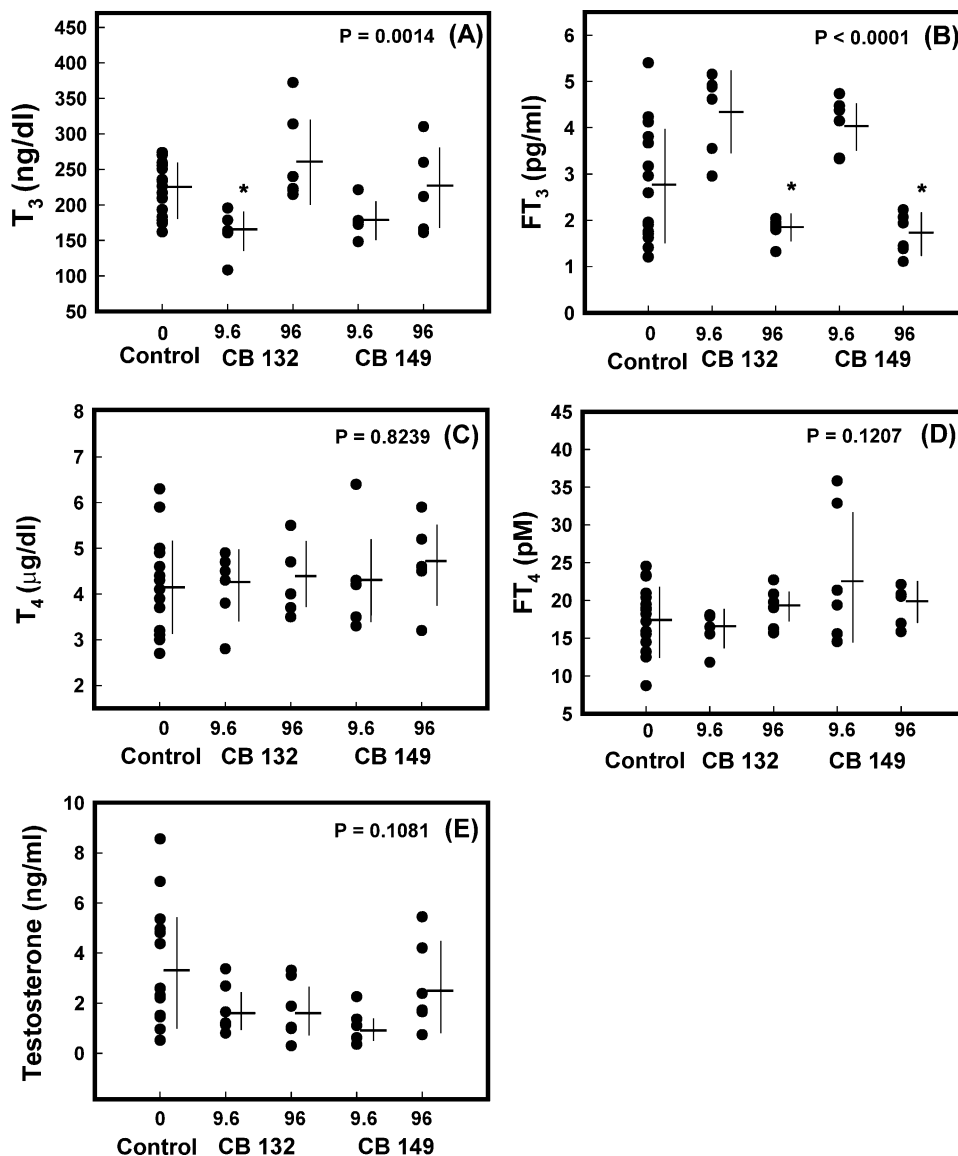 P = 0.0014 (A)
T3 (ng/dl)
450
400
350
300
250
200
150
100
50
*
0 9.6 96 9.6 96
Control CB 132 CB 149
P < 0.0001 (B)
FT3 (pg/ml)
6
5
4
3
2
1
0
* *
0 9.6 96 9.6 96
Control CB 132 CB 149
P = 0.8239 (C)
T4 (μg/dl)
8
7
6
5
4
3
2
0 9.6 96 9.6 96
Control CB 132 CB 149
P = 0.1207 (D)
FT4 (pM)
45
40
35
30
25
20
15
10
5
0 9.6 96 9.6 96
Control CB 132 CB 149
P = 0.1081 (E)
Testosterone (ng/ml)
10
8
6
4
2
0
0 9.6 96 9.6 96
Control CB 132 CB 149